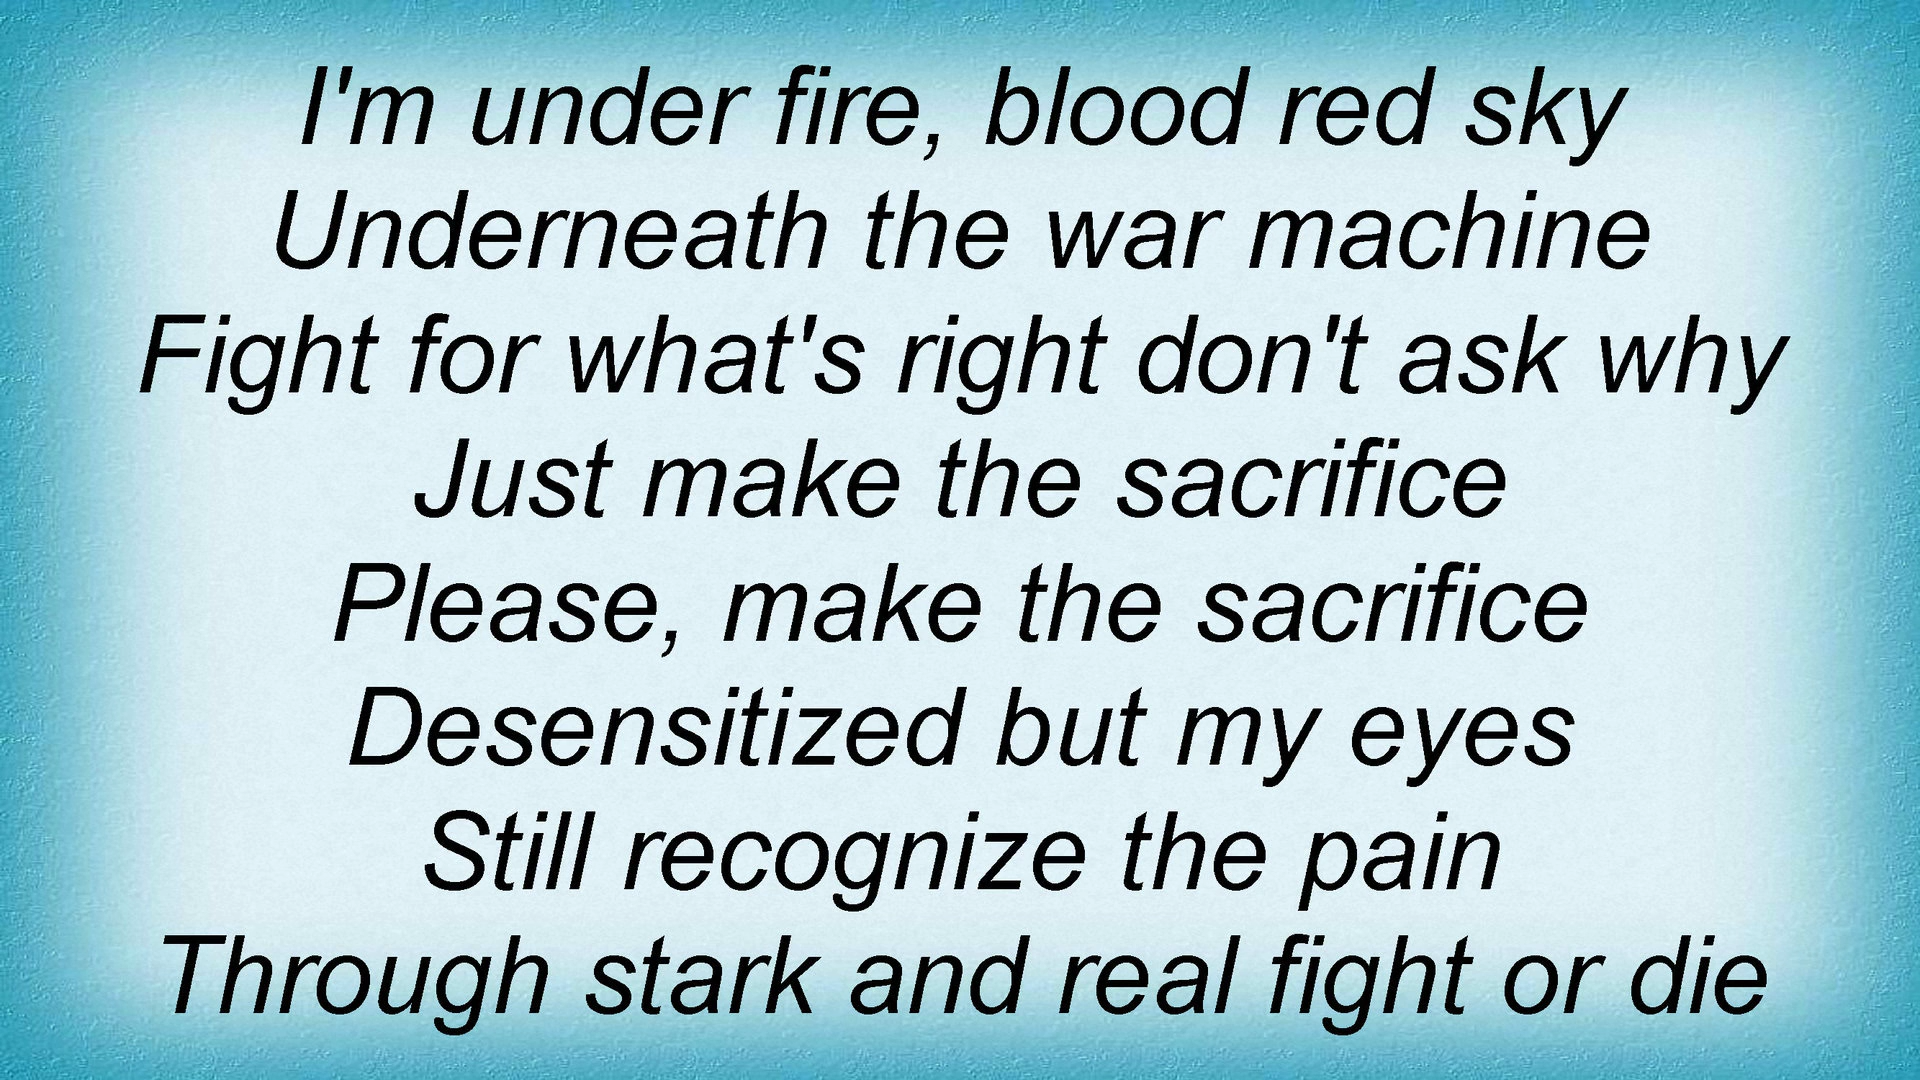 I'm under fire, blood red sky
Underneath the war machine
Fight for what's right don't ask why
Just make the sacrifice
Please, make the sacrifice
Desensitized but my eyes
Still recognize the pain
Through stark and real fight or die